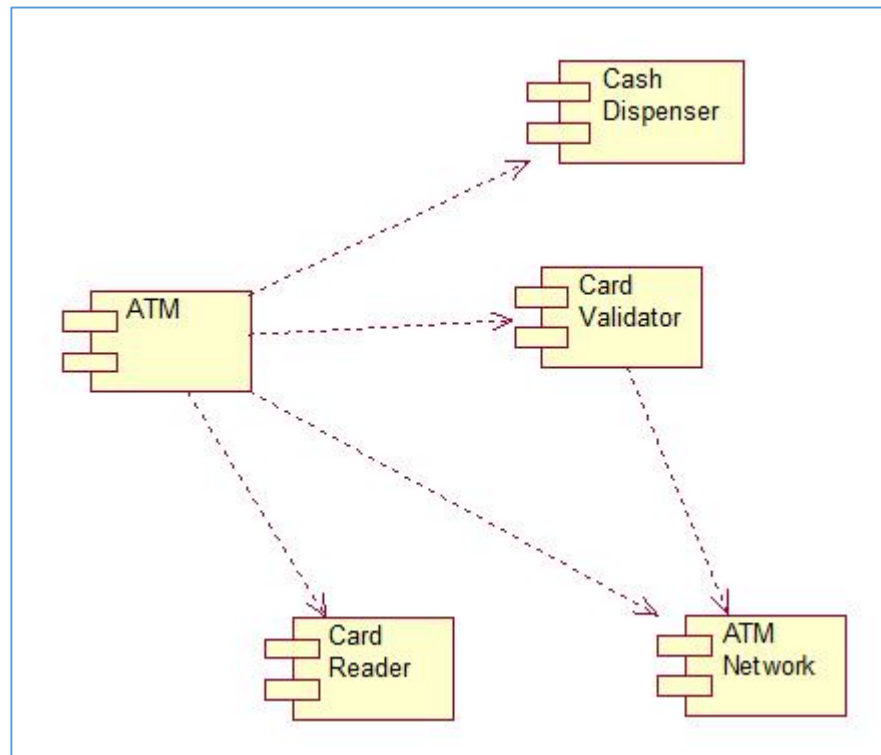 Cash
Dispenser
ATM
Card
Validator
Card
Reader
ATM
Network